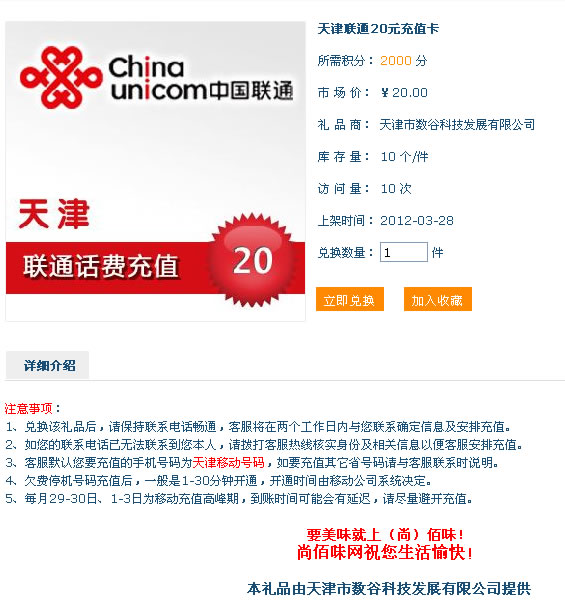 China
unicom中国联通
天津
联通话费充值
20
天津联通20元充值卡
所需积分： 2000 分
市 场 价： ￥20.00
礼 品 商： 天津市数谷科技发展有限公司
库 存 量： 10 个/件
访 问 量： 10 次
上架时间： 2012-03-28
兑换数量： 1 件
立即兑换 加入收藏
详细介绍
注意事项：
1、兑换该礼品后，请保持联系电话畅通，客服将在两个工作日内与您联系确定信息及安排充值。
2、如您的联系电话已无法联系到您本人，请拨打客服热线核实身份及相关信息以便客服安排充值。
3、客服默认您要充值的手机号码为天津移动号码，如要充值其它省号码请与客服联系时说明。
4、欠费停机号码充值后，一般是1-30分钟开通，开通时间由移动公司系统决定。
5、每月29-30日、1-3日为移动充值高峰期，到账时间可能会有延迟，请尽量避开充值。
要美味就上（尚）佰味！
尚佰味网祝您生活愉快！
本礼品由天津市数谷科技发展有限公司提供